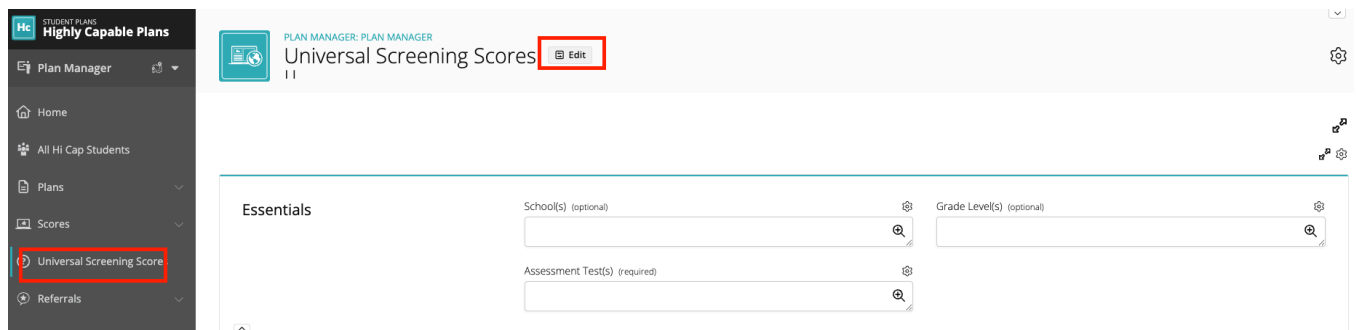 Hc
STUDENT PLANS
Highly Capable Plans
Plan Manager
Home
All Hi Cap Students
Plans
Scores
Universal Screening Score
Referrals
PLAN MANAGER: PLAN MANAGER
Universal Screening Scores
Edit
Essentials
School(s) (optional)
Grade Level(s) (optional)
Assessment Test(s) (required)